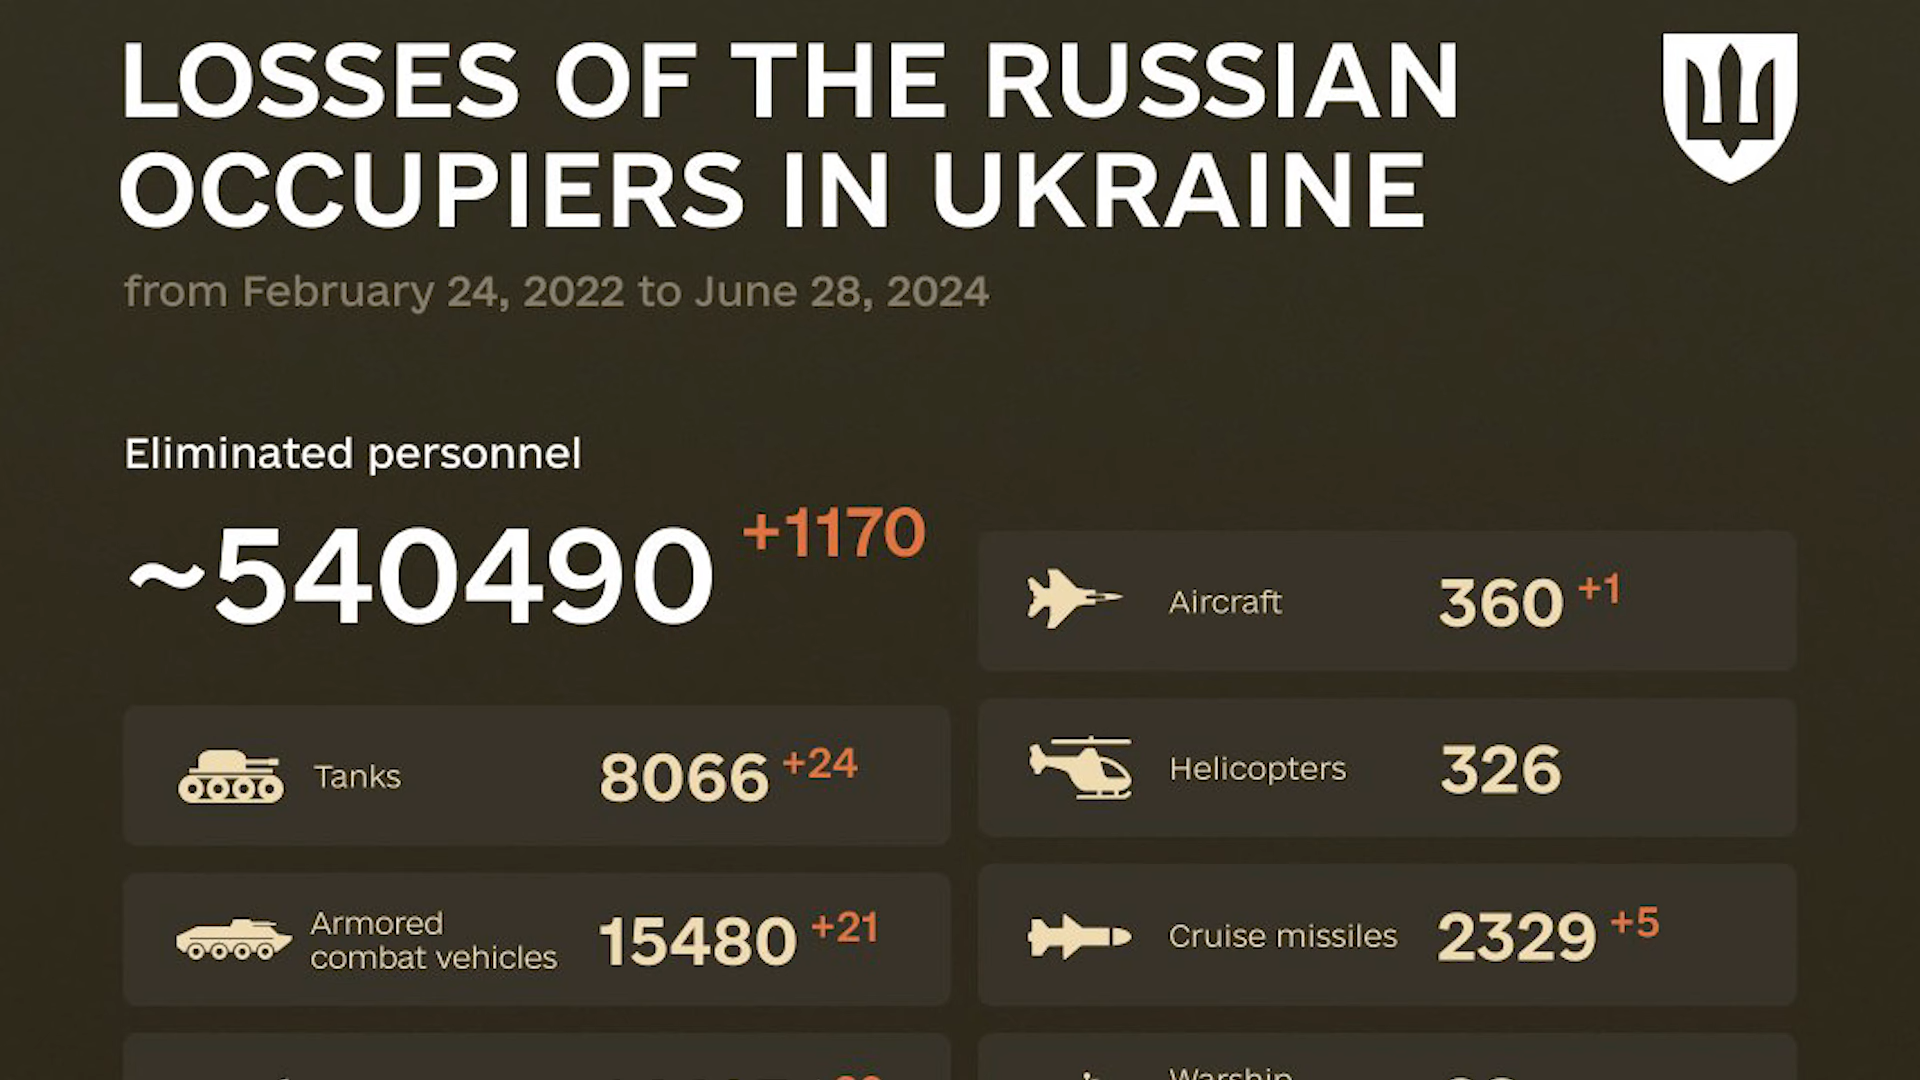 LOSSES OF THE RUSSIAN
OCCUPIERS IN UKRAINE
from February 24, 2022 to June 28, 2024
Eliminated personnel
~540490 +1170
Aircraft 360 +1
Tanks 8066 +24
Helicopters 326
Armored
combat vehicles 15480 +21
Cruise missiles 2329 +5
Warship